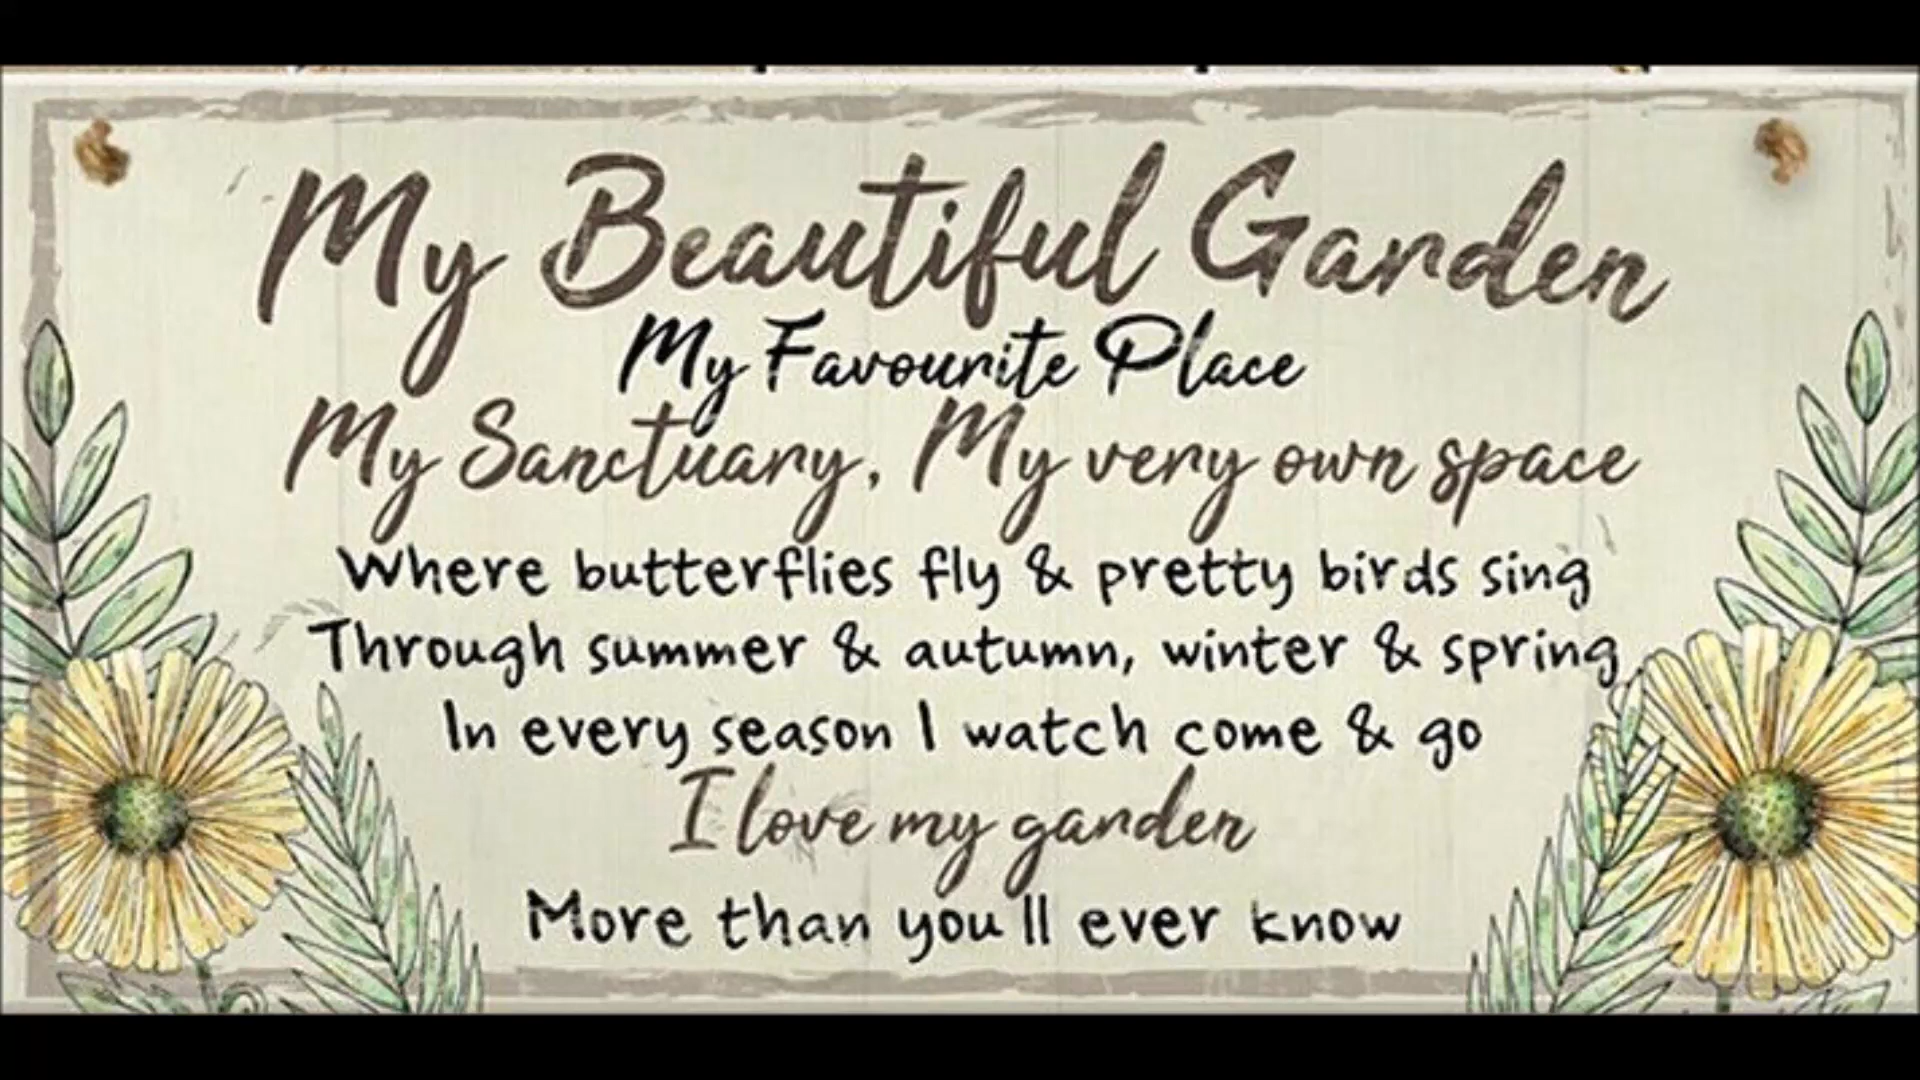 My Beautiful Garden
My Favourite Place
My Sanctuary, My very own space
Where butterflies fly & pretty birds sing
Through summer & autumn, winter & spring
In every season I watch come & go
I love my garden
More than you'll ever know